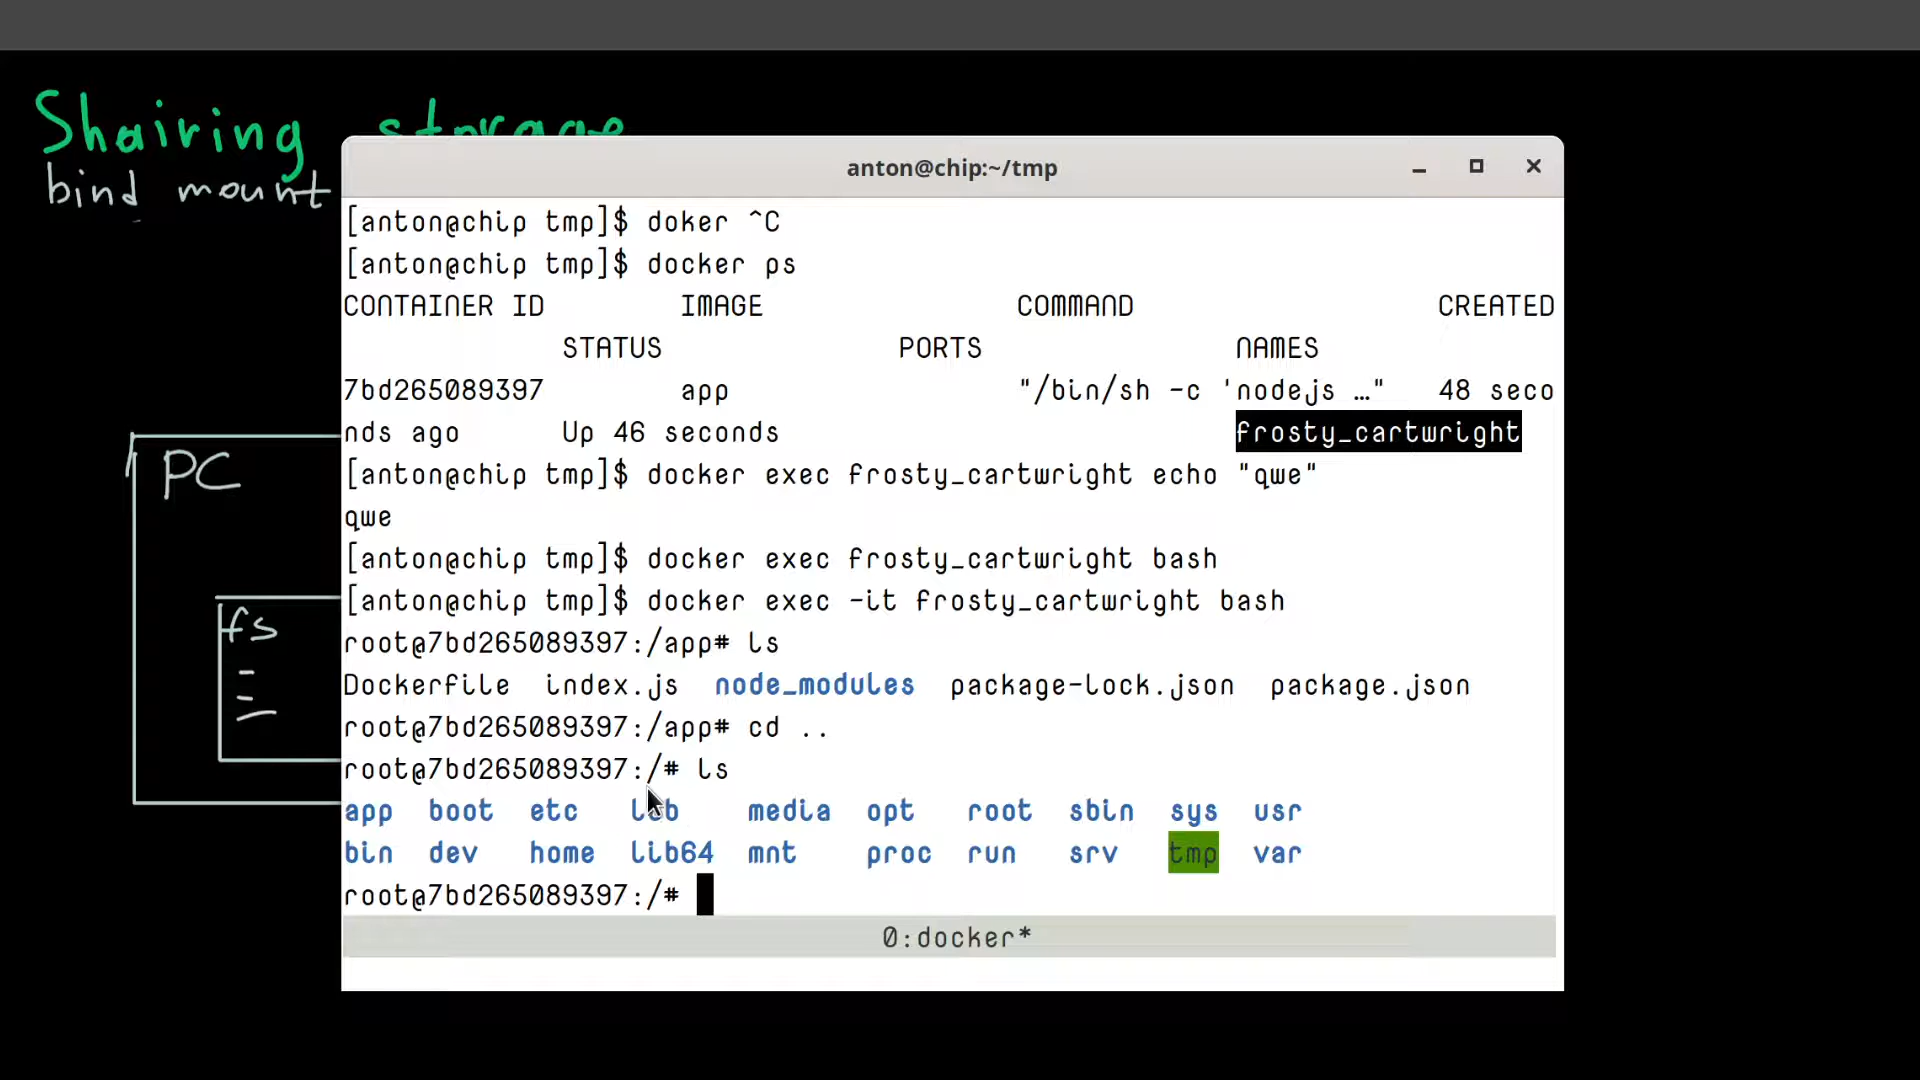 Shairing storage
bind mount
PC
fs
anton@chip:~/tmp
[anton@chip tmp]$ doker ^C
[anton@chip tmp]$ docker ps
CONTAINER ID IMAGE COMMAND CREATED
STATUS PORTS NAMES
7bd265089397 app "/bin/sh -c 'nodejs …" 48 seco
nds ago Up 46 seconds frosty_cartwright
[anton@chip tmp]$ docker exec frosty_cartwright echo "qwe"
qwe
[anton@chip tmp]$ docker exec frosty_cartwright bash
[anton@chip tmp]$ docker exec -it frosty_cartwright bash
root@7bd265089397:/app# ls
Dockerfile index.js node_modules package-lock.json package.json
root@7bd265089397:/app# cd ..
root@7bd265089397:/# ls
app boot etc lib media opt root sbin sys usr
bin dev home lib64 mnt proc run srv tmp var
root@7bd265089397:/#
0:docker*